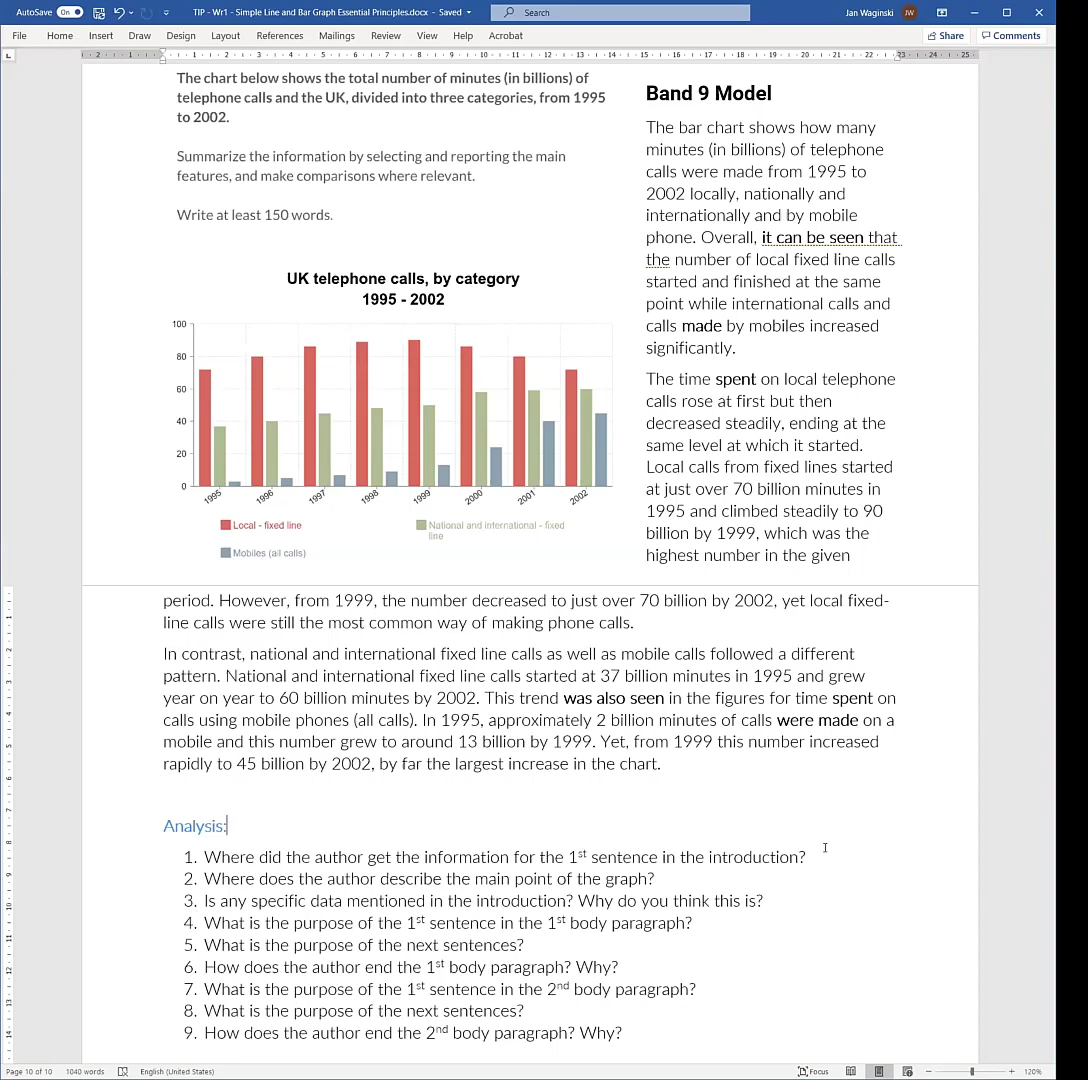 AutoSave On
TIP - Wr1 - Simple Line and Bar Graph Essential Principles.docx - Saved
Search
Jan Waginski JW
File Home Insert Draw Design Layout References Mailings Review View Help Acrobat
Share Comments
The chart below shows the total number of minutes (in billions) of
telephone calls and the UK, divided into three categories, from 1995
to 2002.
Summarize the information by selecting and reporting the main
features, and make comparisons where relevant.
Write at least 150 words.
UK telephone calls, by category
1995 - 2002
100
80
60
40
20
0
1995 1996 1997 1998 1999 2000 2001 2002
Local - fixed line
National and international - fixed
line
Mobiles (all calls)
Band 9 Model
The bar chart shows how many
minutes (in billions) of telephone
calls were made from 1995 to
2002 locally, nationally and
internationally and by mobile
phone. Overall, it can be seen that
the number of local fixed line calls
started and finished at the same
point while international calls and
calls made by mobiles increased
significantly.
The time spent on local telephone
calls rose at first but then
decreased steadily, ending at the
same level at which it started.
Local calls from fixed lines started
at just over 70 billion minutes in
1995 and climbed steadily to 90
billion by 1999, which was the
highest number in the given
period. However, from 1999, the number decreased to just over 70 billion by 2002, yet local fixed-
line calls were still the most common way of making phone calls.
In contrast, national and international fixed line calls as well as mobile calls followed a different
pattern. National and international fixed line calls started at 37 billion minutes in 1995 and grew
year on year to 60 billion minutes by 2002. This trend was also seen in the figures for time spent on
calls using mobile phones (all calls). In 1995, approximately 2 billion minutes of calls were made on a
mobile and this number grew to around 13 billion by 1999. Yet, from 1999 this number increased
rapidly to 45 billion by 2002, by far the largest increase in the chart.
Analysis:
1. Where did the author get the information for the 1st sentence in the introduction?
2. Where does the author describe the main point of the graph?
3. Is any specific data mentioned in the introduction? Why do you think this is?
4. What is the purpose of the 1st sentence in the 1st body paragraph?
5. What is the purpose of the next sentences?
6. How does the author end the 1st body paragraph? Why?
7. What is the purpose of the 1st sentence in the 2nd body paragraph?
8. What is the purpose of the next sentences?
9. How does the author end the 2nd body paragraph? Why?
Page 10 of 10 1040 words English (United States) Focus 120%